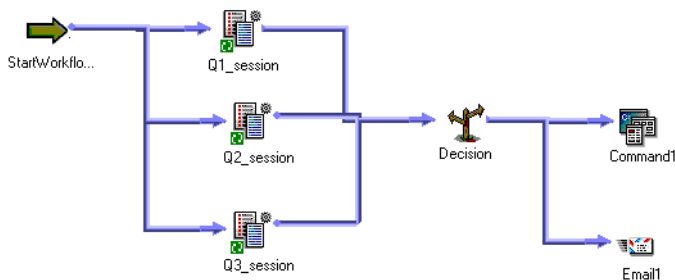 StartWorkflo...
Q1_session
Q2_session
Q3_session
Decision
Command1
Email1